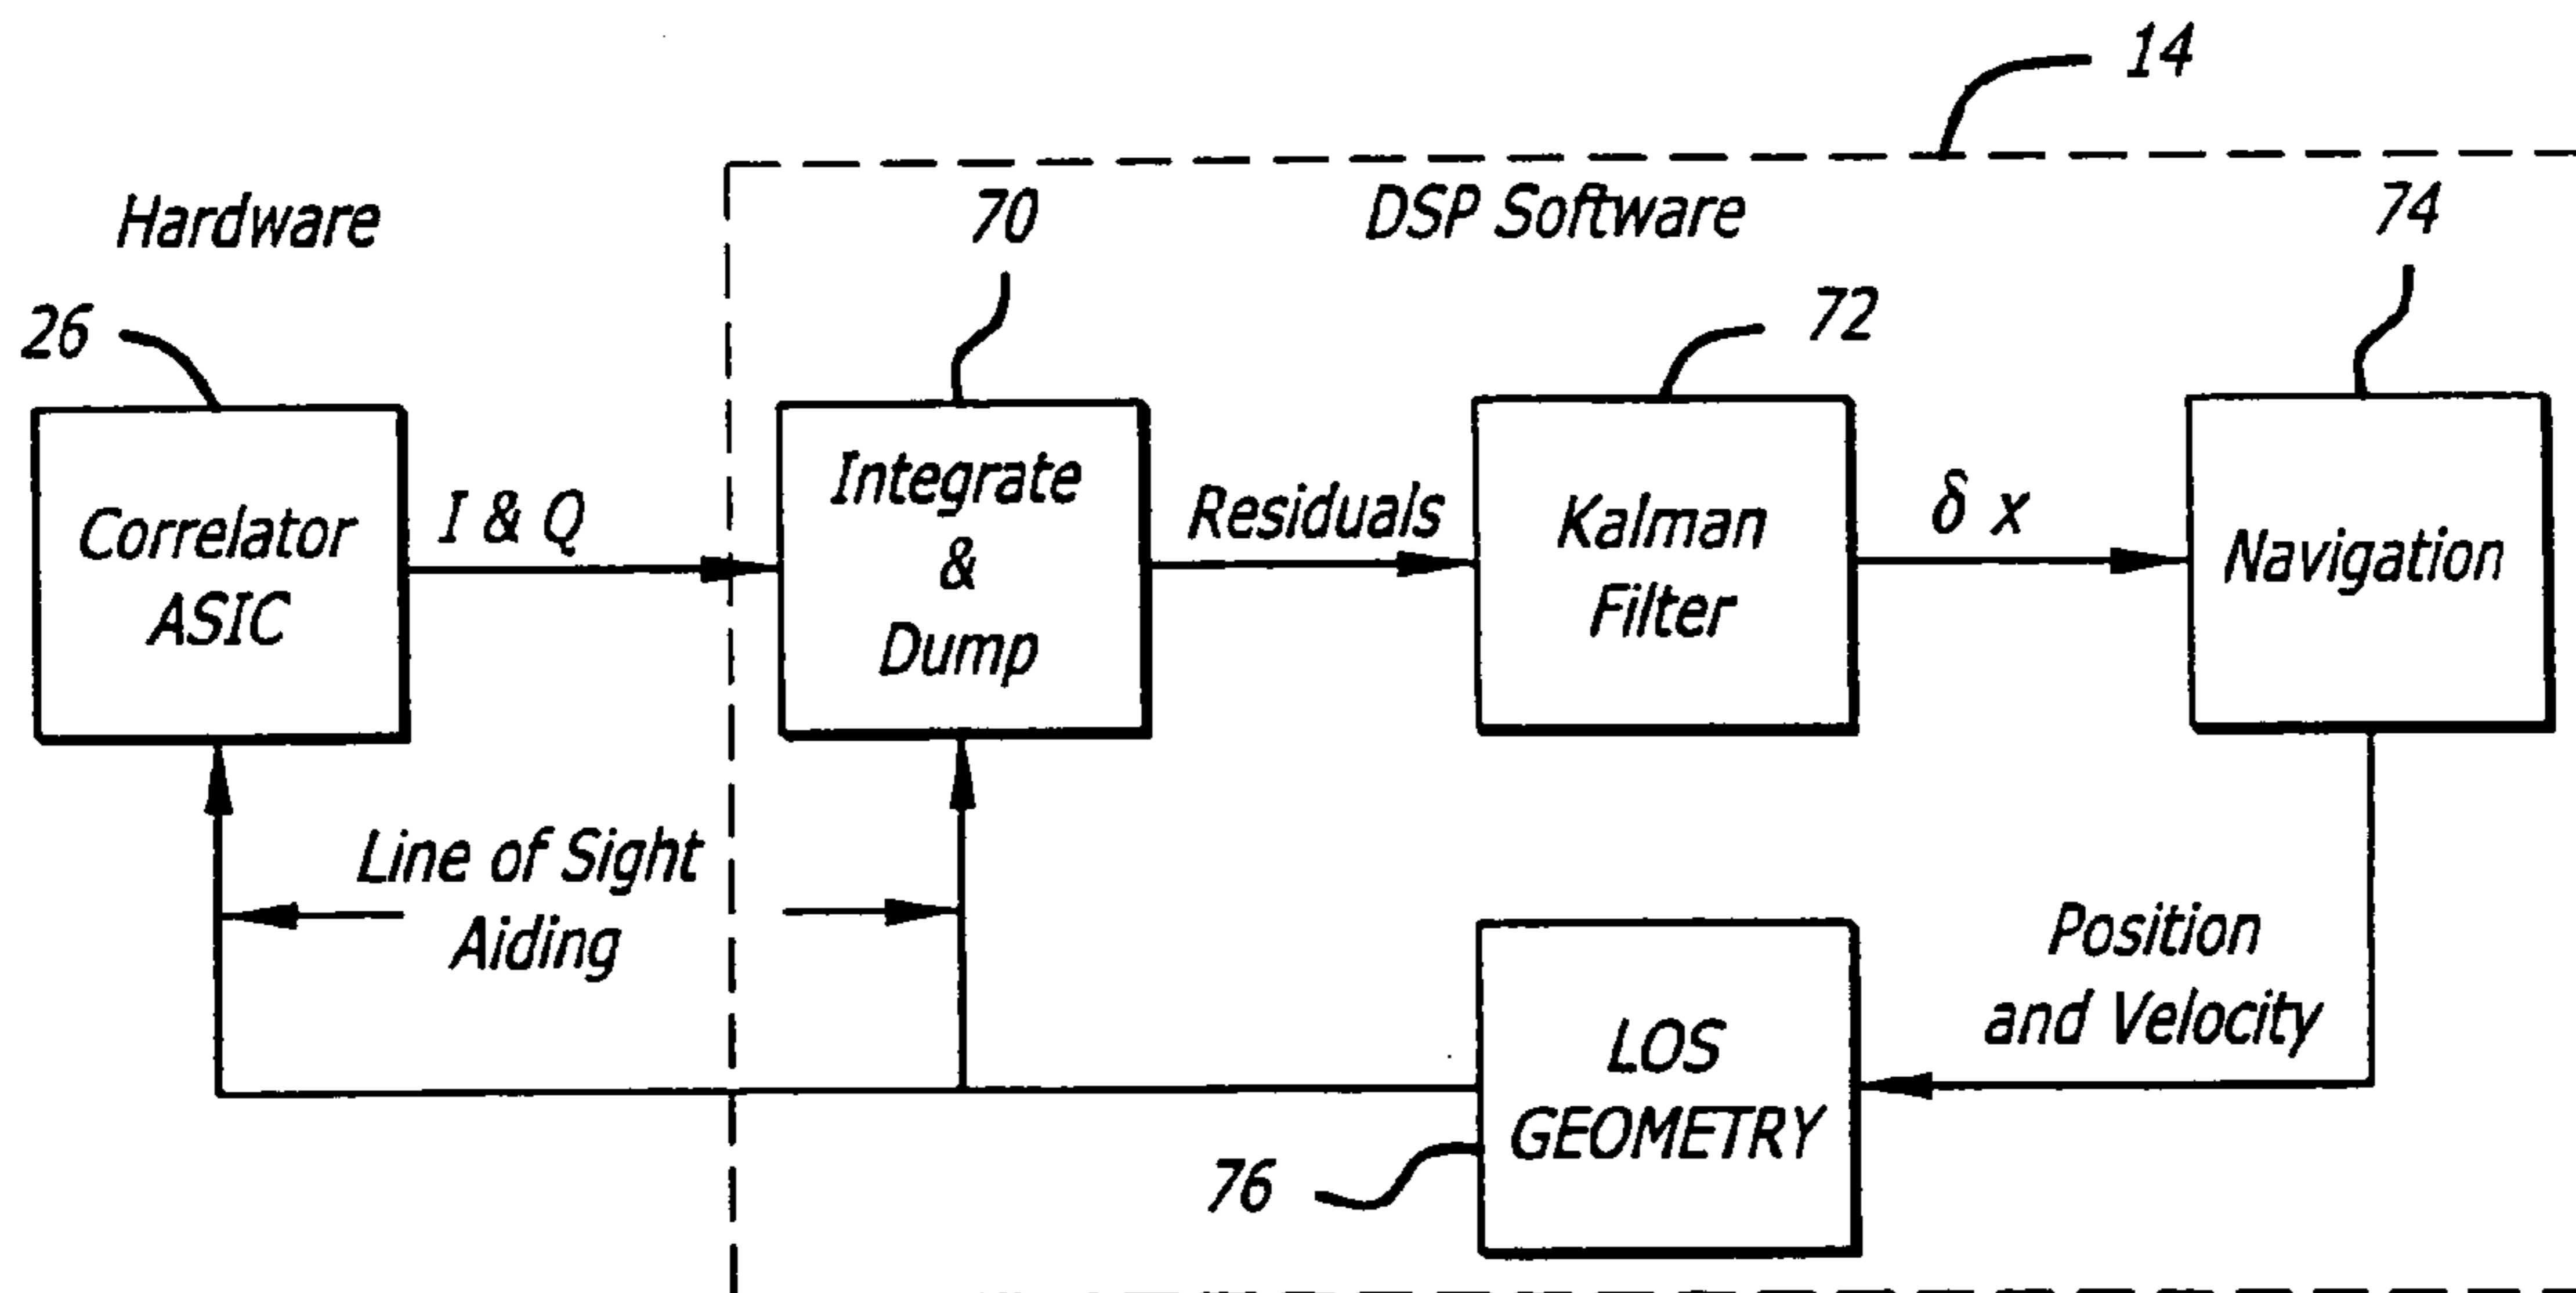 14
Hardware
70
DSP Software
74
26
72
Correlator
ASIC
I & Q
Integrate
&
Dump
Residuals
Kalman
Filter
δ x
Navigation
Line of Sight
Aiding
Position
and Velocity
LOS
GEOMETRY
76